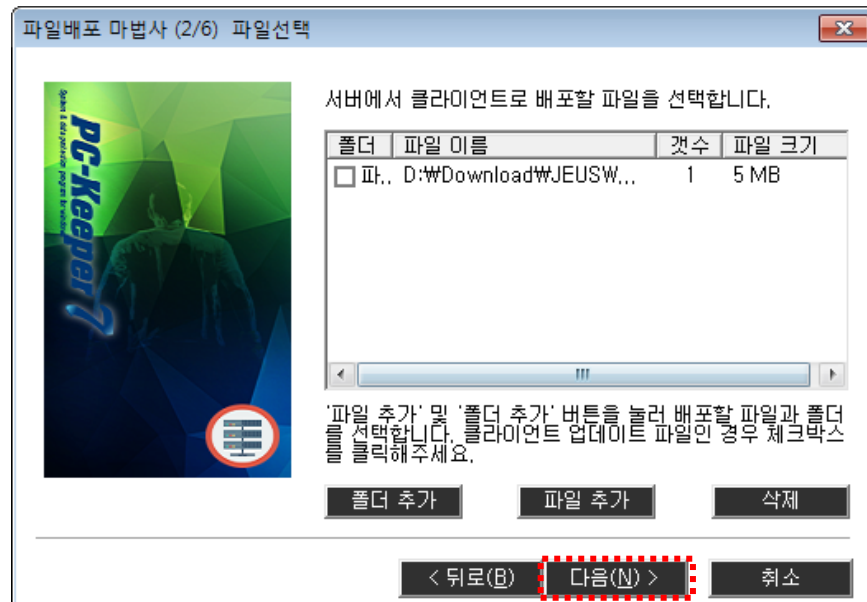 파일배포 마법사 (2/6) 파일선택
PC-Keeper 7
서버에서 클라이언트로 배포할 파일을 선택합니다.
폴더 파일 이름 갯수 파일 크기
파.. D:₩Download₩JEUS₩... 1 5 MB
'파일 추가' 및 '폴더 추가' 버튼을 눌러 배포할 파일과 폴더
를 선택합니다. 클라이언트 업데이트 파일인 경우 체크박스
를 클릭해주세요.
폴더 추가 파일 추가 삭제
< 뒤로(B) 다음(N) > 취소